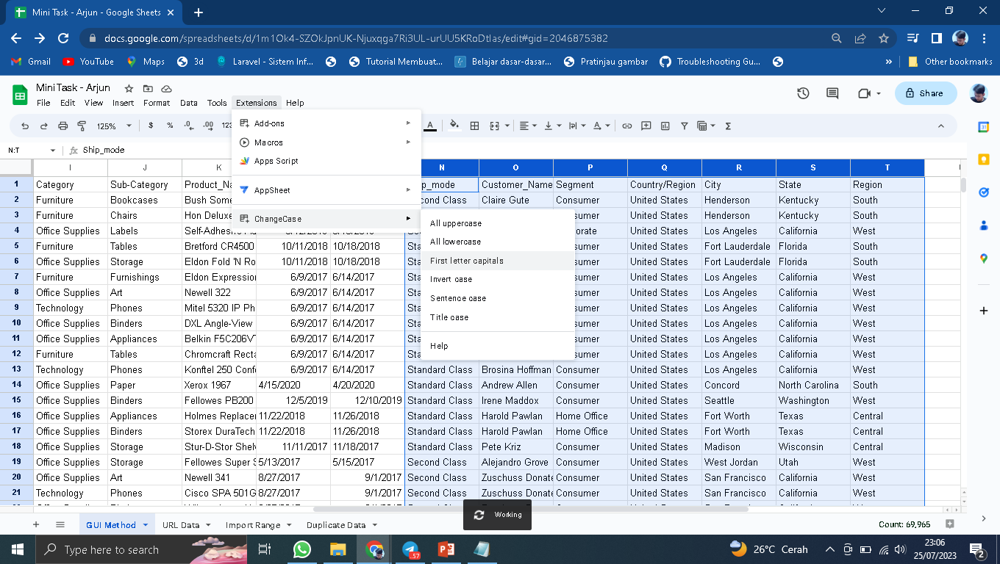 Mini Task - Arjun - Google Sheets
docs.google.com/spreadsheets/d/1m1Ok4-SZOkJpnUK-Njuxqga7Ri3UL-urUU5KRoDtIas/edit#gid=2046875382
Gmail YouTube Maps 3d Laravel - Sistem Inf... Tutorial Membuat... Belajar dasar-dasar... Pratinjau gambar Troubleshooting Gu... » Other bookmarks
Mini Task - Arjun
File Edit View Insert Format Data Tools Extensions Help
Share
125% $ % .0 .00 123
N:T fx Ship_mode
Add-ons
Macros
Apps Script
AppSheet
ChangeCase
All uppercase
All lowercase
First letter capitals
Invert case
Sentence case
Title case
Help
I J K N O P Q R S T
1 Category Sub-Category Product_Na ip_mode Customer_Name Segment Country/Region City State Region
2 Furniture Bookcases Bush Some cond Class Claire Gute Consumer United States Henderson Kentucky South
3 Furniture Chairs Hon Deluxe sumer United States Henderson Kentucky South
4 Office Supplies Labels Self-Adhesive orate United States Los Angeles California West
5 Furniture Tables Bretford CR4500 10/11/2018 10/18/2018 Sta sumer United States Fort Lauderdale Florida South
6 Office Supplies Storage Eldon Fold 'N Ro 10/11/2018 10/18/2018 Sta sumer United States Fort Lauderdale Florida South
7 Furniture Furnishings Eldon Expression 6/9/2017 6/14/2017 Sta sumer United States Los Angeles California West
8 Office Supplies Art Newell 322 6/9/2017 6/14/2017 Sta sumer United States Los Angeles California West
9 Technology Phones Mitel 5320 IP Ph 6/9/2017 6/14/2017 Sta sumer United States Los Angeles California West
10 Office Supplies Binders DXL Angle-View 6/9/2017 6/14/2017 Sta sumer United States Los Angeles California West
11 Office Supplies Appliances Belkin F5C206VT 6/9/2017 6/14/2017 Sta sumer United States Los Angeles California West
12 Furniture Tables Chromcraft Recta 6/9/2017 6/14/2017 Sta sumer United States Los Angeles California West
13 Technology Phones Konftel 250 Conf 6/9/2017 6/14/2017 Standard Class Brosina Hoffman Consumer United States Los Angeles California West
14 Office Supplies Paper Xerox 1967 4/15/2020 4/20/2020 Standard Class Andrew Allen Consumer United States Concord North Carolina South
15 Office Supplies Binders Fellowes PB200 12/5/2019 12/10/2019 Standard Class Irene Maddox Consumer United States Seattle Washington West
16 Office Supplies Appliances Holmes Replacer 11/22/2018 11/26/2018 Standard Class Harold Pawlan Home Office United States Fort Worth Texas Central
17 Office Supplies Binders Storex DuraTech 11/22/2018 11/26/2018 Standard Class Harold Pawlan Home Office United States Fort Worth Texas Central
18 Office Supplies Storage Stur-D-Stor Shelv 11/11/2017 11/18/2017 Standard Class Pete Kriz Consumer United States Madison Wisconsin Central
19 Office Supplies Storage Fellowes Super S 5/13/2017 5/15/2017 Second Class Alejandro Grove Consumer United States West Jordan Utah West
20 Office Supplies Art Newell 341 8/27/2017 9/1/2017 Second Class Zuschuss Donate Consumer United States San Francisco California West
21 Technology Phones Cisco SPA 501G 8/27/2017 9/1/2017 Second Class Zuschuss Donate Consumer United States San Francisco California West
GUI Method URL Data Import Range Duplicate Data Working Count: 69,965
Type here to search
57
26°C Cerah
23:06
25/07/2023
2